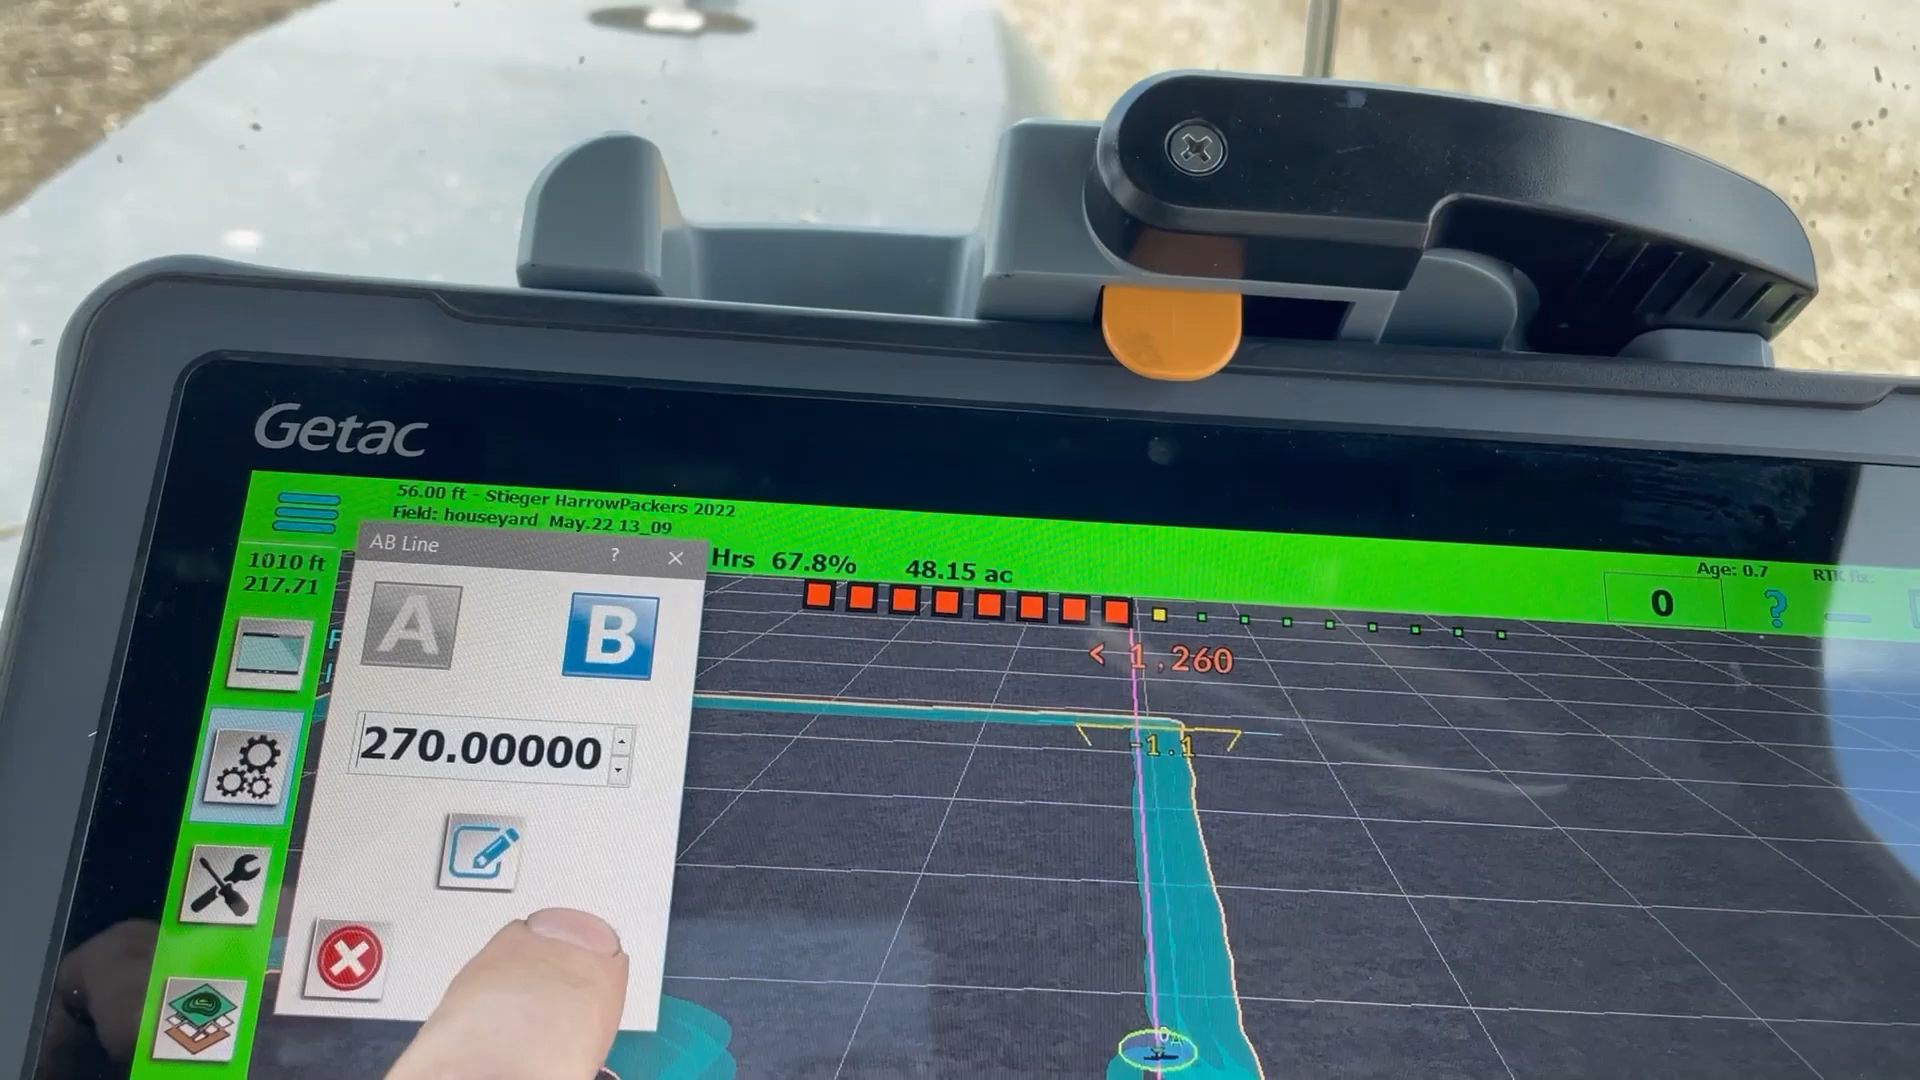 Getac
56.00 ft - Stieger HarrowPackers 2022
Field: houseyard May.22 13_09
AB Line ? ×
Hrs 67.8% 48.15 ac
Age: 0.7 RTK fix:
1010 ft
217.71
0 ?
A B
< 1,260
270.00000
-1.1